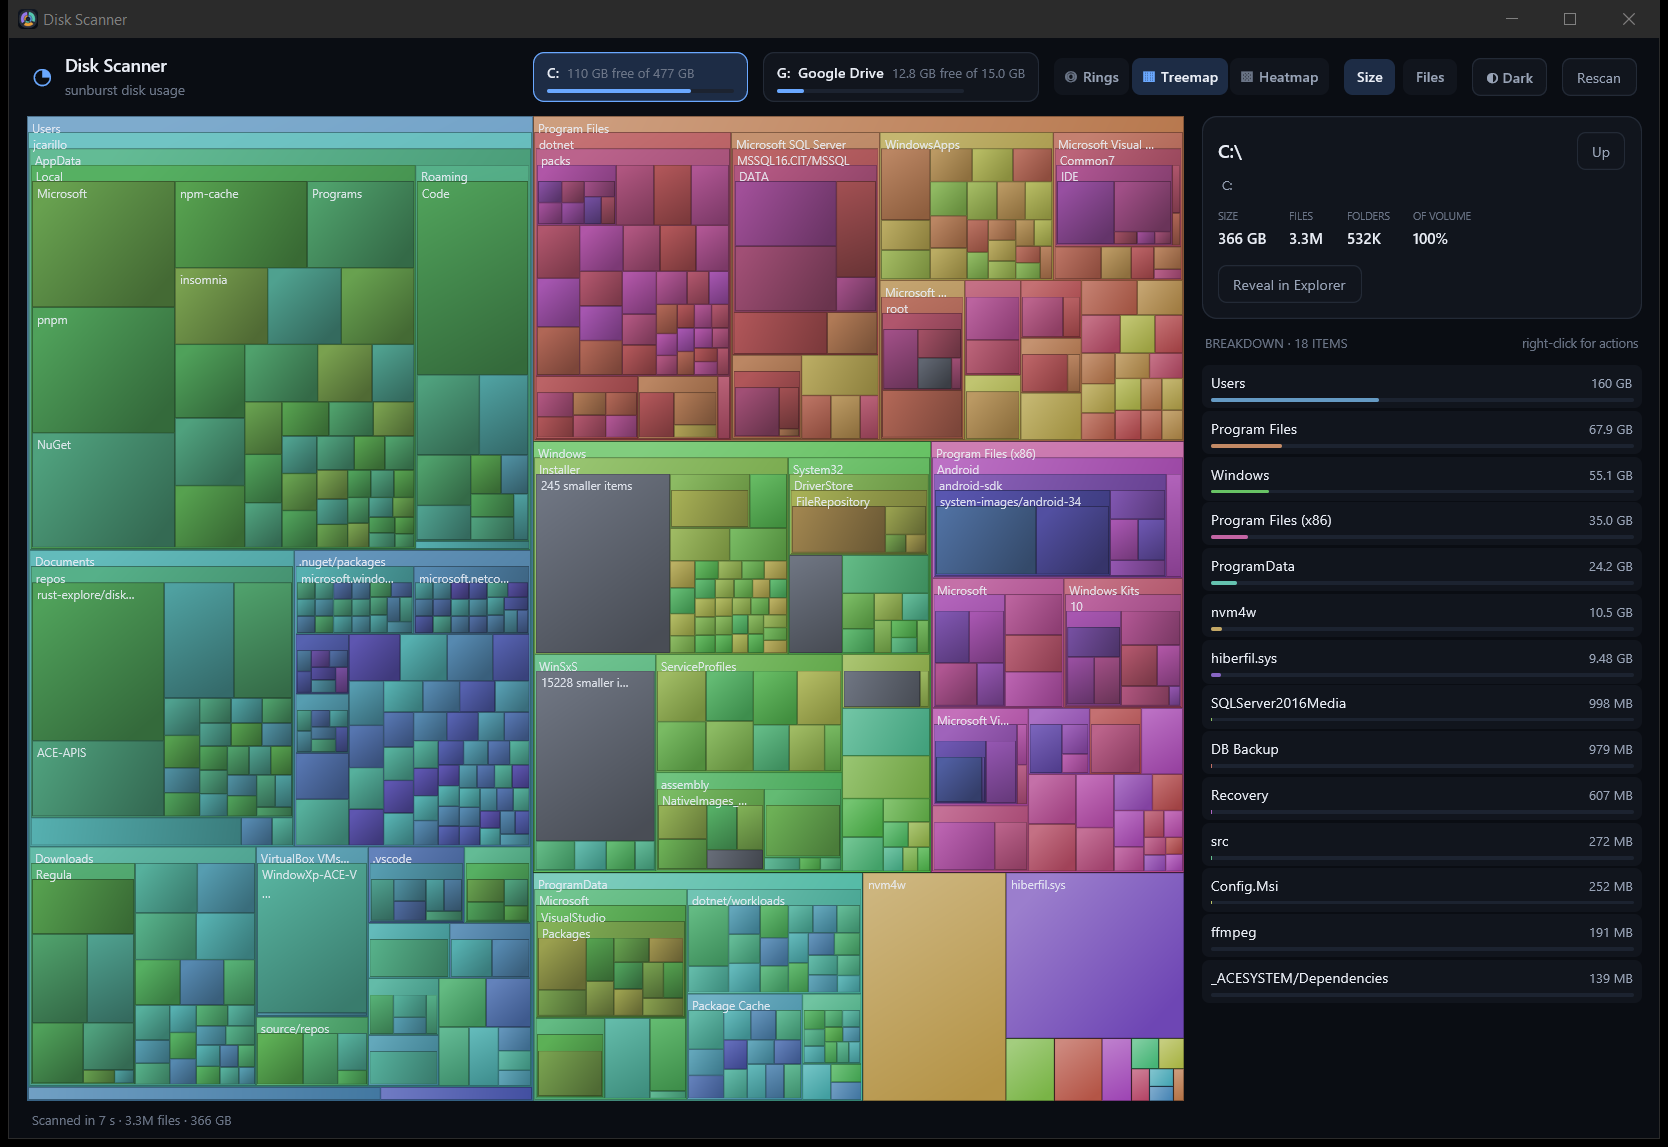 Disk Scanner
Disk Scanner
sunburst disk usage
C: 110 GB free of 477 GB
G: Google Drive 12.8 GB free of 15.0 GB
Rings
Treemap
Heatmap
Size
Files
Dark
Rescan
Users
jcarillo
AppData
Local
Microsoft
npm-cache
Programs
Roaming
Code
insomnia
pnpm
NuGet
Documents
repos
rust-explore/disk...
ACE-APIS
.nuget/packages
microsoft.windo...
microsoft.netco...
Downloads
Regula
VirtualBox VMs...
WindowXp-ACE-V
...
.vscode
source/repos
Program Files
dotnet
packs
Microsoft SQL Server
MSSQL16.CIT/MSSQL
DATA
WindowsApps
Microsoft Visual ...
Common7
IDE
Microsoft ...
root
Windows
Installer
245 smaller items
System32
DriverStore
FileRepository
WinSxS
15228 smaller i...
ServiceProfiles
assembly
NativeImages_...
Program Files (x86)
Android
android-sdk
system-images/android-34
Microsoft
Windows Kits
10
Microsoft Vi...
ProgramData
Microsoft
VisualStudio
Packages
dotnet/workloads
Package Cache
nvm4w
hiberfil.sys
C:\
Up
C:
SIZE FILES FOLDERS OF VOLUME
366 GB 3.3M 532K 100%
Reveal in Explorer
BREAKDOWN · 18 ITEMS right-click for actions
Users 160 GB
Program Files 67.9 GB
Windows 55.1 GB
Program Files (x86) 35.0 GB
ProgramData 24.2 GB
nvm4w 10.5 GB
hiberfil.sys 9.48 GB
SQLServer2016Media 998 MB
DB Backup 979 MB
Recovery 607 MB
src 272 MB
Config.Msi 252 MB
ffmpeg 191 MB
_ACESYSTEM/Dependencies 139 MB
Scanned in 7 s · 3.3M files · 366 GB